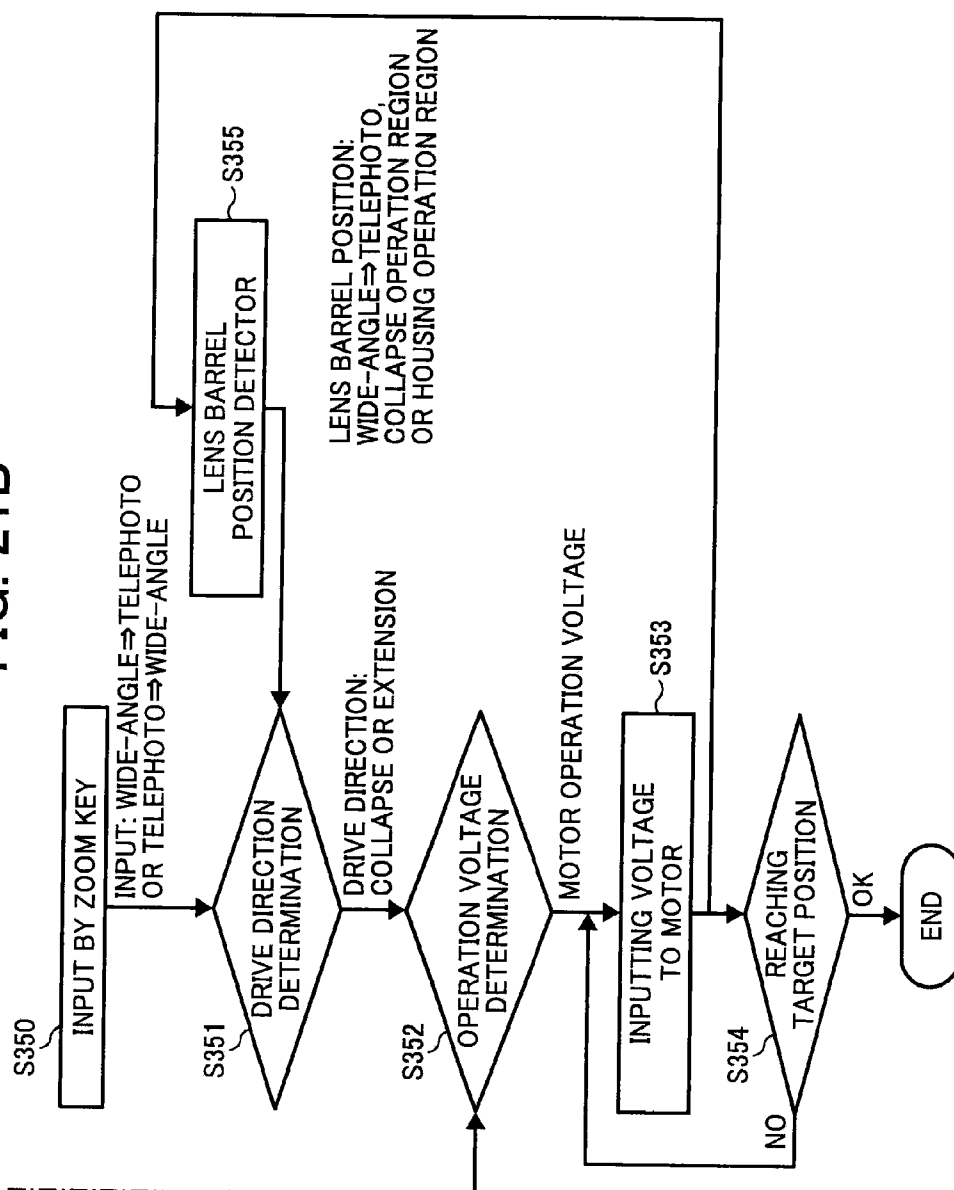 FIG. 21B
S350
INPUT BY ZOOM KEY
INPUT: WIDE-ANGLE⇒TELEPHOTO
OR TELEPHOTO⇒WIDE-ANGLE
S351
DRIVE DIRECTION
DETERMINATION
DRIVE DIRECTION:
COLLAPSE OR EXTENSION
S355
LENS BARREL
POSITION DETECTOR
LENS BARREL POSITION:
WIDE-ANGLE⇒TELEPHOTO,
COLLAPSE OPERATION REGION
OR HOUSING OPERATION REGION
S352
OPERATION VOLTAGE
DETERMINATION
MOTOR OPERATION VOLTAGE
S353
INPUTTING VOLTAGE
TO MOTOR
S354
REACHING
TARGET POSITION
NO
OK
END